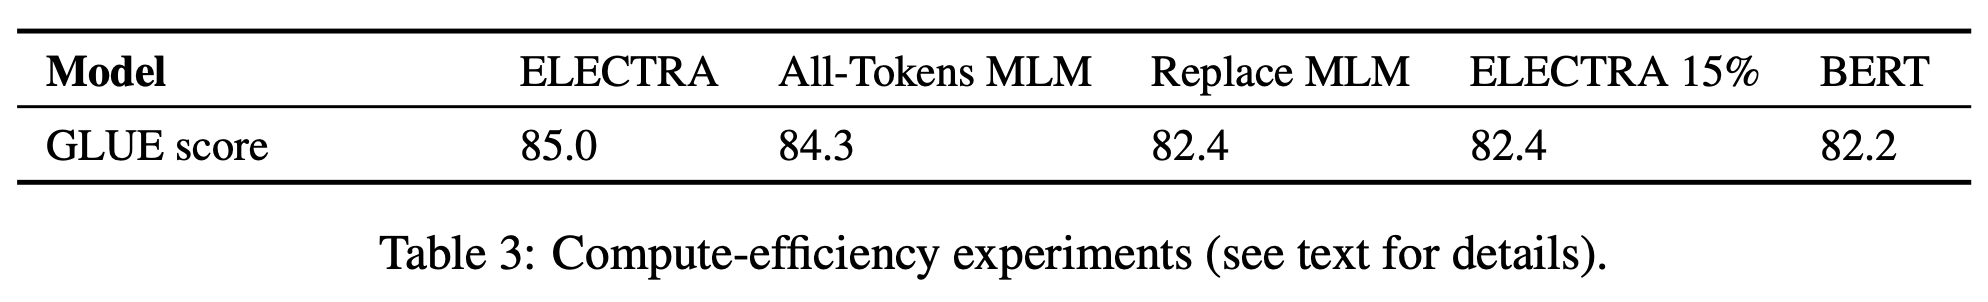 Model ELECTRA All-Tokens MLM Replace MLM ELECTRA 15% BERT
GLUE score 85.0 84.3 82.4 82.4 82.2
Table 3: Compute-efficiency experiments (see text for details).